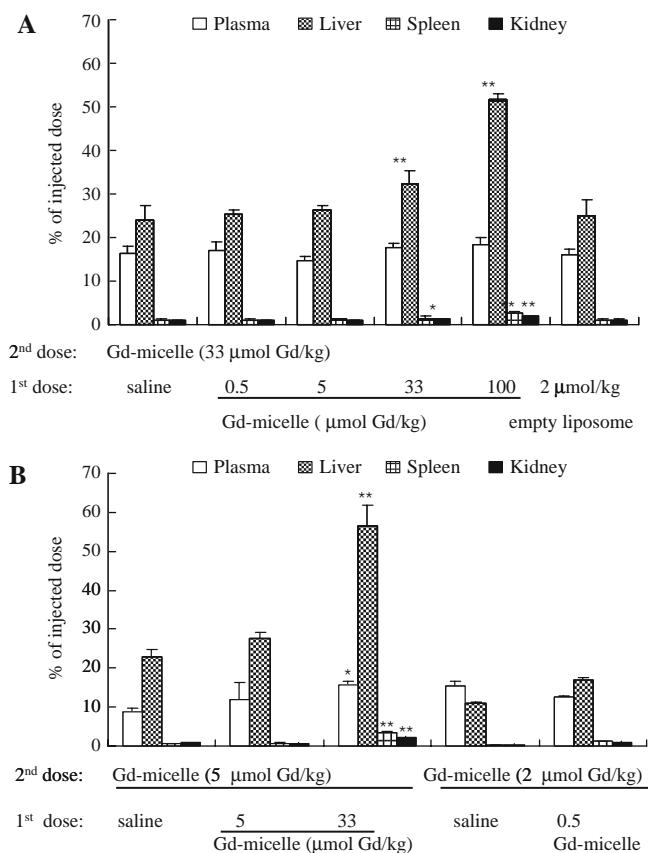 A
Plasma Liver Spleen Kidney
% of injected dose
70
60
50
40
30
20
10
0
** ** * * **
2nd dose: Gd-micelle (33 μmol Gd/kg)
1st dose: saline 0.5 5 33 100 2 μmol/kg
Gd-micelle ( μmol Gd/kg) empty liposome
B
Plasma Liver Spleen Kidney
% of injected dose
70
60
50
40
30
20
10
0
* ** ** **
2nd dose: Gd-micelle (5 μmol Gd/kg) Gd-micelle (2 μmol Gd/kg)
1st dose: saline 5 33 saline 0.5
Gd-micelle (μmol Gd/kg) Gd-micelle